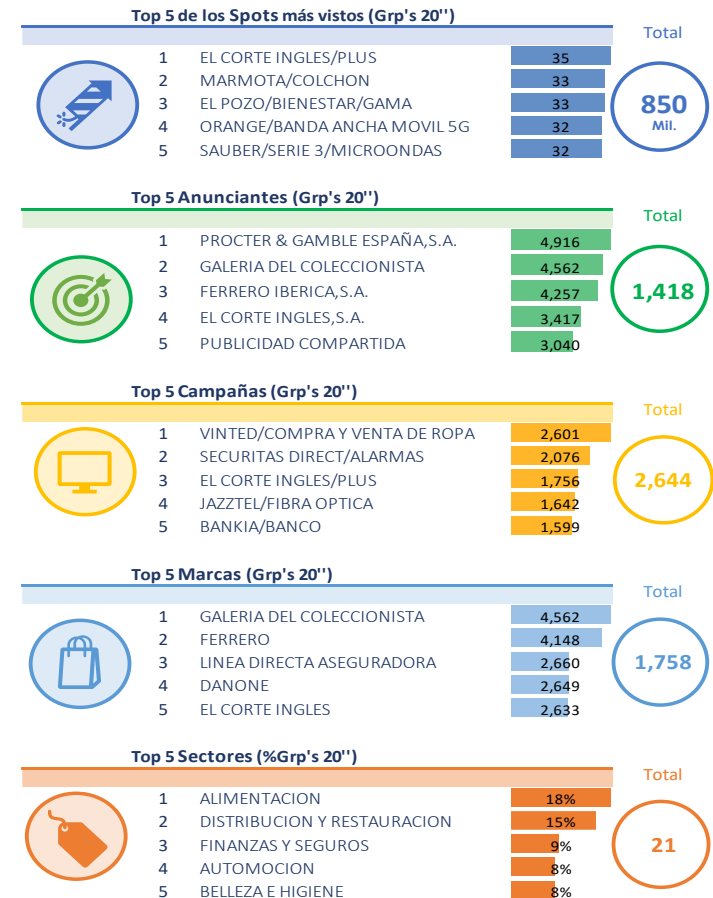 Top 5 de los Spots más vistos (Grp's 20'')
Total
1 EL CORTE INGLES/PLUS 35
2 MARMOTA/COLCHON 33
3 EL POZO/BIENESTAR/GAMA 33
4 ORANGE/BANDA ANCHA MOVIL 5G 32
5 SAUBER/SERIE 3/MICROONDAS 32
850
Mil.
Top 5 Anunciantes (Grp's 20'')
Total
1 PROCTER & GAMBLE ESPAÑA,S.A. 4,916
2 GALERIA DEL COLECCIONISTA 4,562
3 FERRERO IBERICA,S.A. 4,257
4 EL CORTE INGLES,S.A. 3,417
5 PUBLICIDAD COMPARTIDA 3,040
1,418
Top 5 Campañas (Grp's 20'')
Total
1 VINTED/COMPRA Y VENTA DE ROPA 2,601
2 SECURITAS DIRECT/ALARMAS 2,076
3 EL CORTE INGLES/PLUS 1,756
4 JAZZTEL/FIBRA OPTICA 1,642
5 BANKIA/BANCO 1,599
2,644
Top 5 Marcas (Grp's 20'')
Total
1 GALERIA DEL COLECCIONISTA 4,562
2 FERRERO 4,148
3 LINEA DIRECTA ASEGURADORA 2,660
4 DANONE 2,649
5 EL CORTE INGLES 2,633
1,758
Top 5 Sectores (%Grp's 20'')
Total
1 ALIMENTACION 18%
2 DISTRIBUCION Y RESTAURACION 15%
3 FINANZAS Y SEGUROS 9%
4 AUTOMOCION 8%
5 BELLEZA E HIGIENE 8%
21